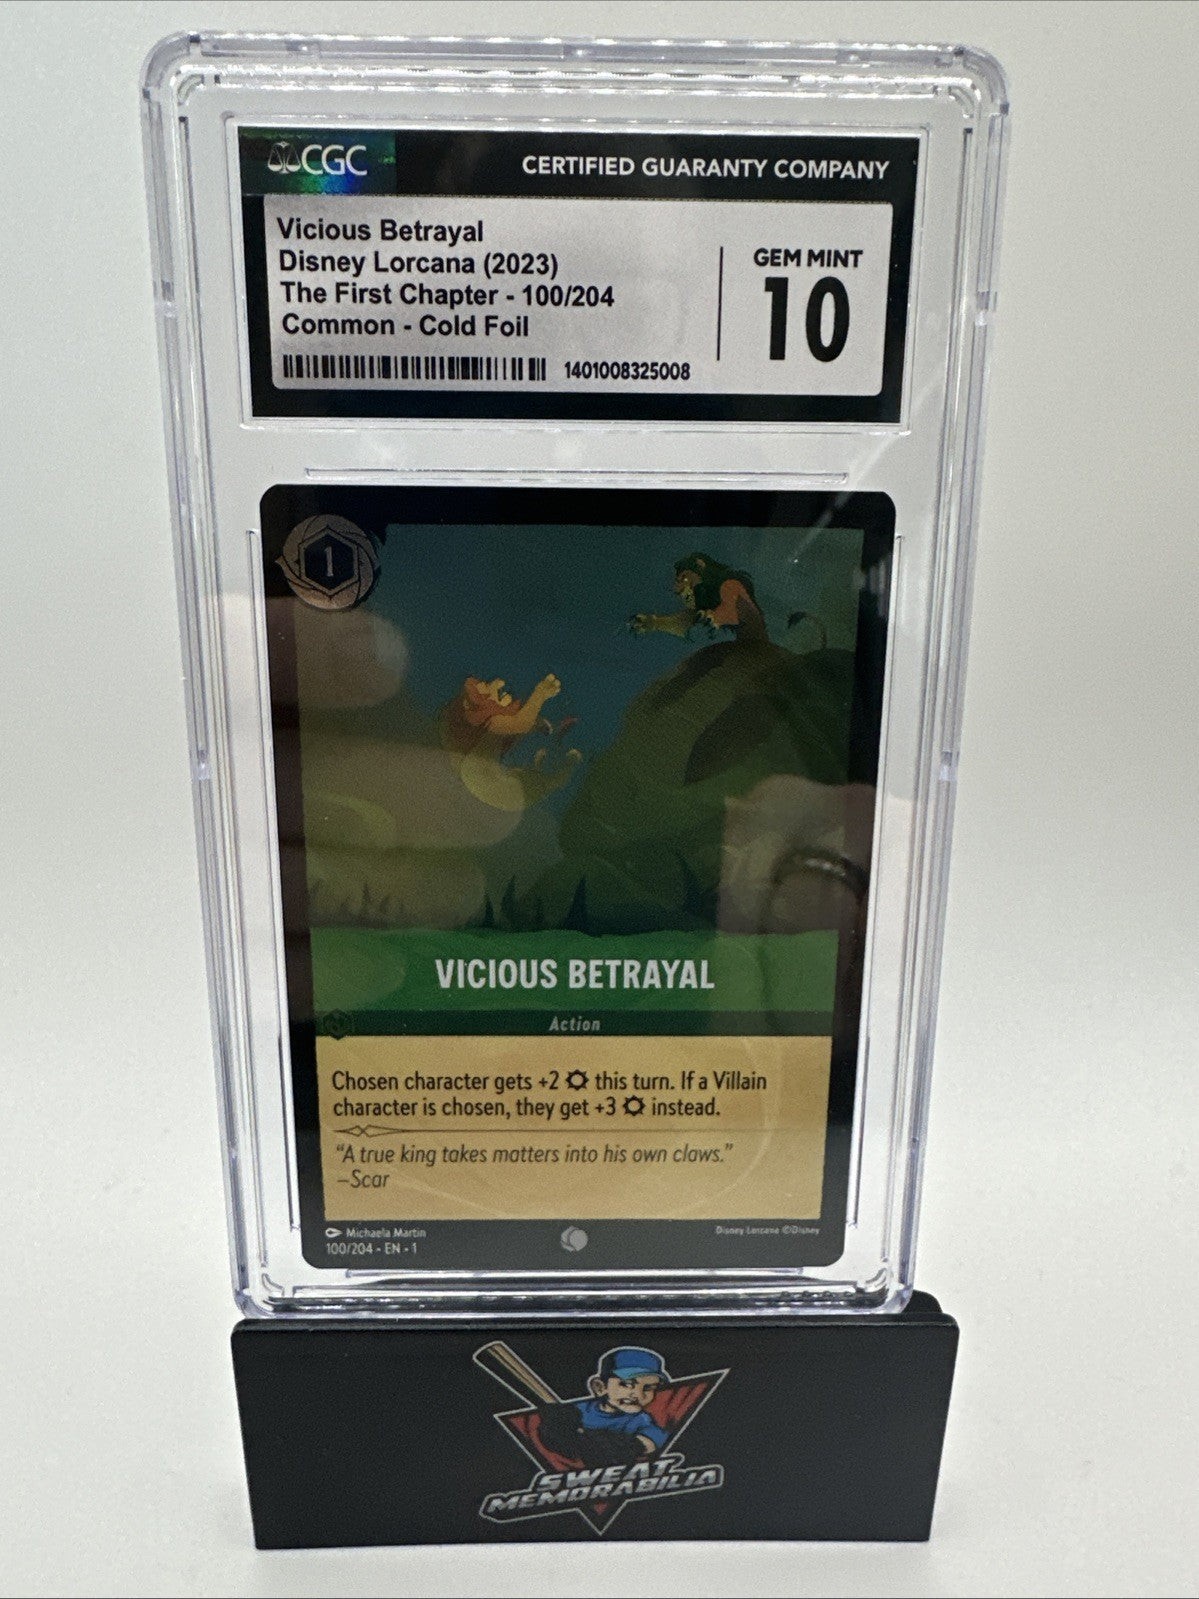 CGC
CERTIFIED GUARANTY COMPANY
Vicious Betrayal
Disney Lorcana (2023)
The First Chapter - 100/204
Common - Cold Foil
1401008325008
GEM MINT
10
1
VICIOUS BETRAYAL
Action
Chosen character gets +2 this turn. If a Villain
character is chosen, they get +3 instead.
"A true king takes matters into his own claws."
–Scar
Michaela Martin
100/204 • EN • 1
Disney Lorcana ©Disney
SWEAT
MEMORABILIA